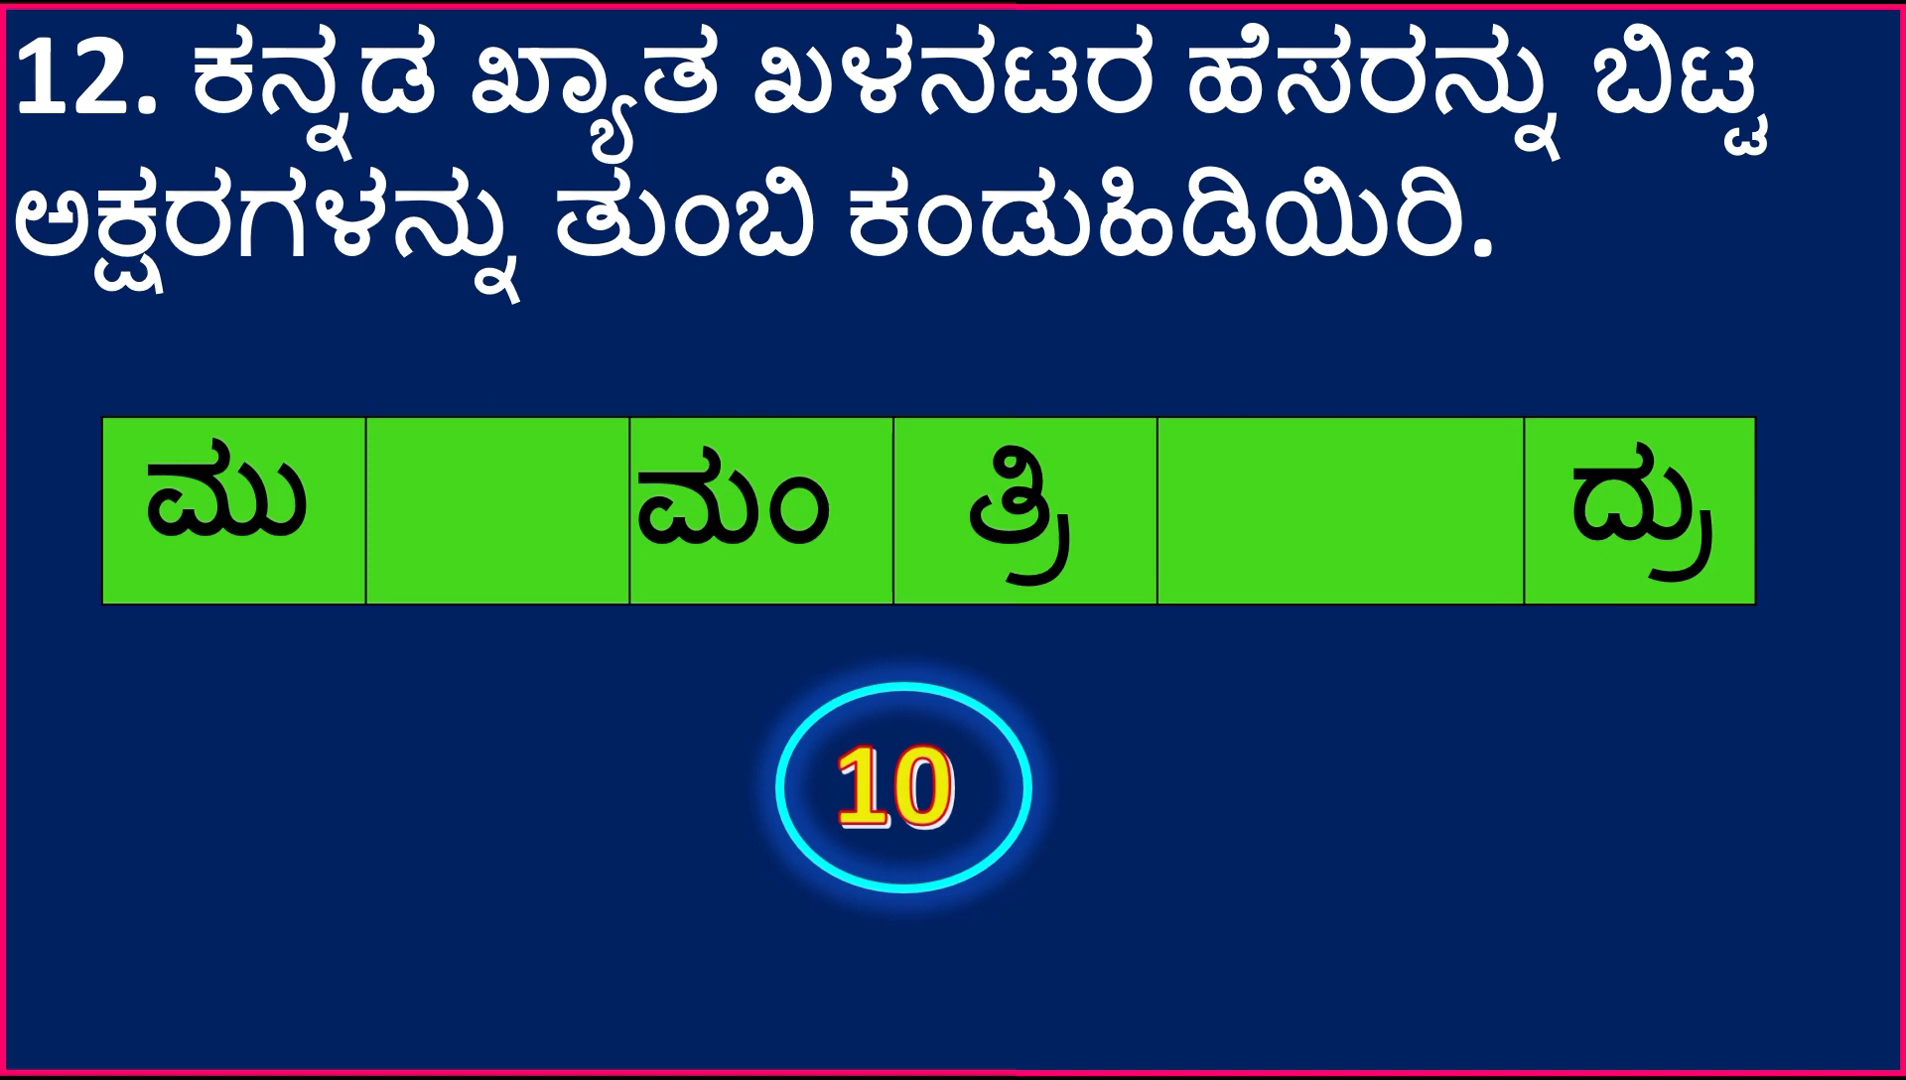 12. ಕನ್ನಡ ಖ್ಯಾತ ಖಳನಟರ ಹೆಸರನ್ನು ಬಿಟ್ಟ
ಅಕ್ಷರಗಳನ್ನು ತುಂಬಿ ಕಂಡುಹಿಡಿಯಿರಿ.
ಮು ಮಂ ತ್ರಿ ದ್ರು
10